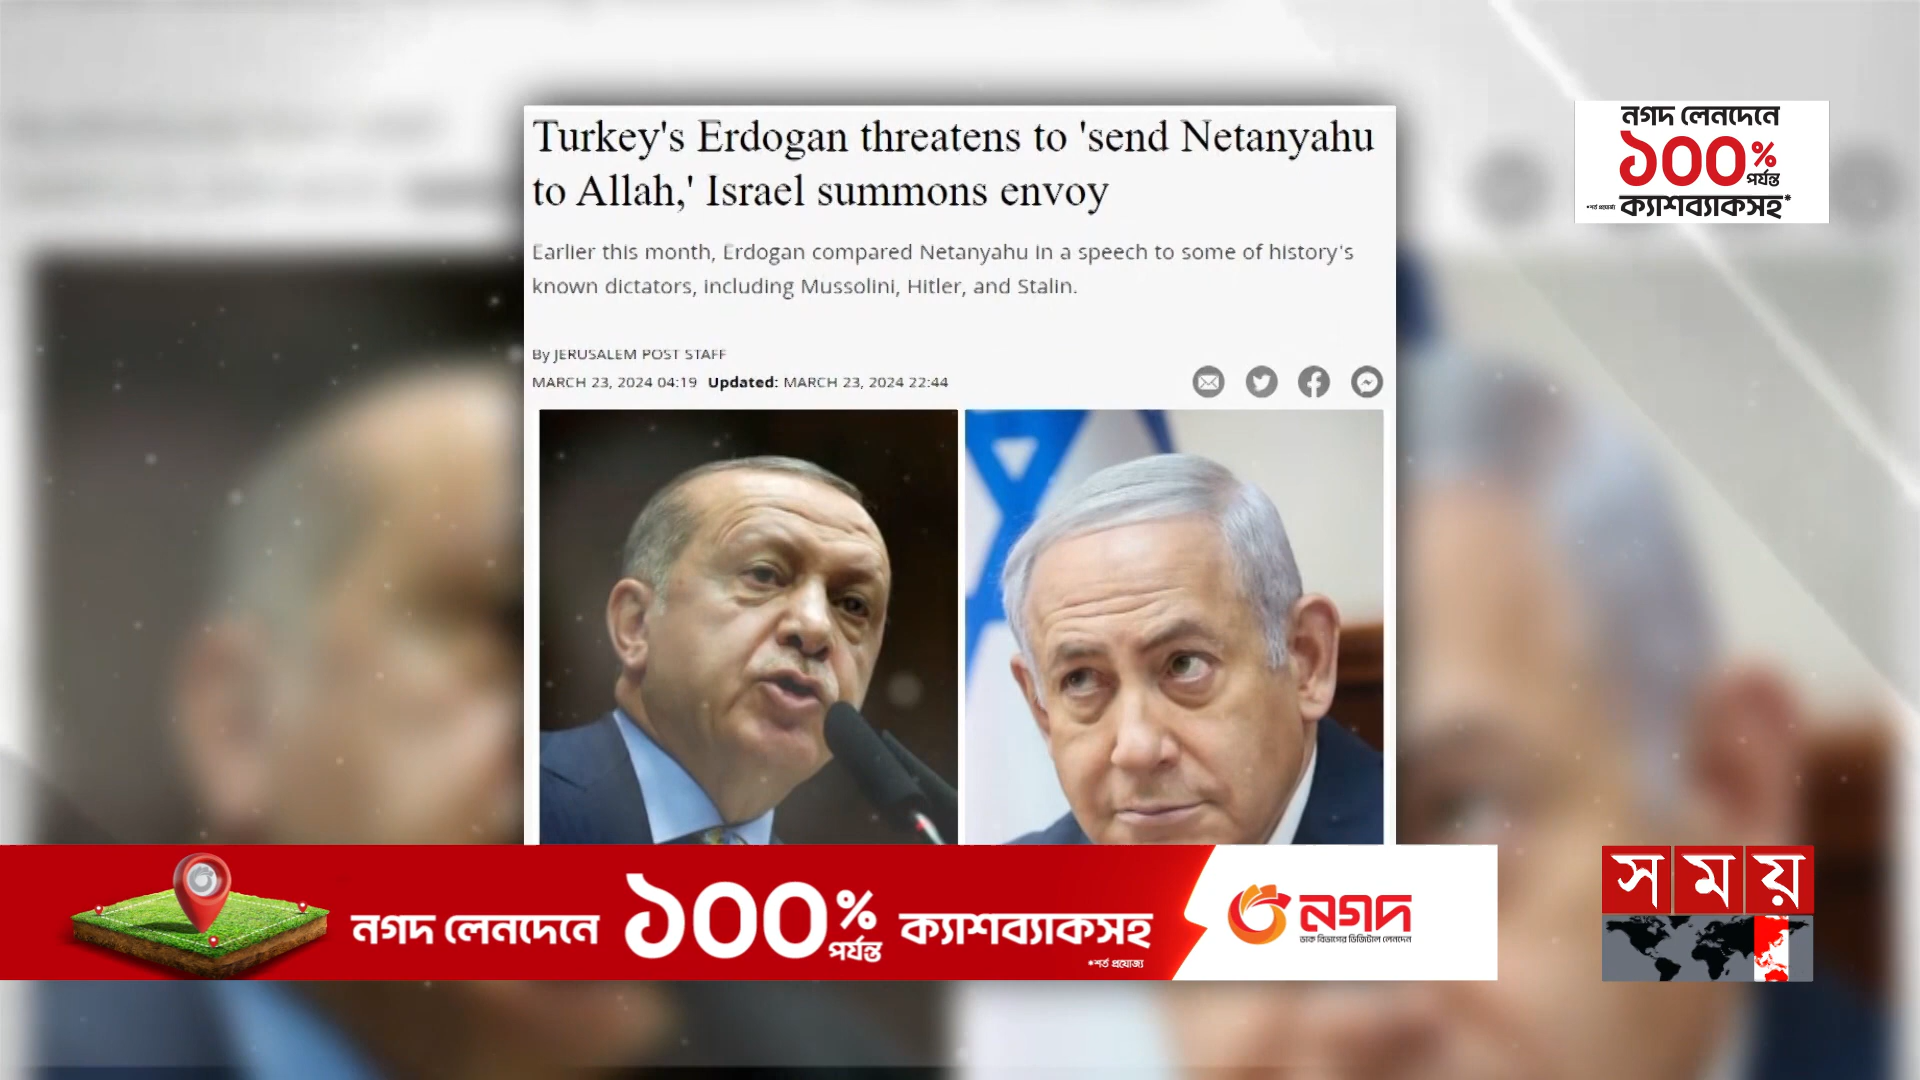 Turkey's Erdogan threatens to 'send Netanyahu
to Allah,' Israel summons envoy
Earlier this month, Erdogan compared Netanyahu in a speech to some of history's
known dictators, including Mussolini, Hitler, and Stalin.
By JERUSALEM POST STAFF
MARCH 23, 2024 04:19 Updated: MARCH 23, 2024 22:44
নগদ লেনদেনে
১০০%
পর্যন্ত
*শর্ত প্রযোজ্য ক্যাশব্যাকসহ*
নগদ লেনদেনে ১০০% পর্যন্ত ক্যাশব্যাকসহ
*শর্ত প্রযোজ্য
নগদ
ডাক বিভাগের ডিজিটাল লেনদেন
সময়